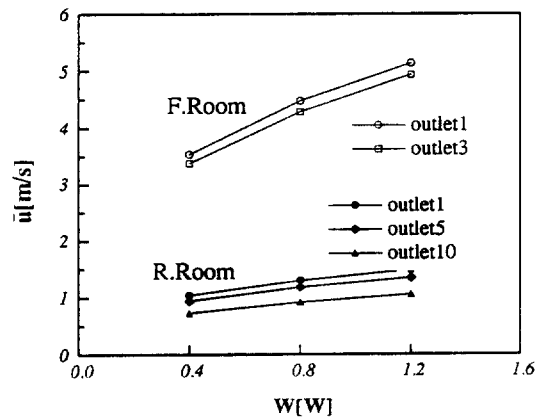 6
5
F.Room
outlet1
4
outlet3
ū[m/s]
3
outlet1
outlet5
2
R.Room
outlet10
1
0
0.0 0.4 0.8 1.2 1.6
W[W]